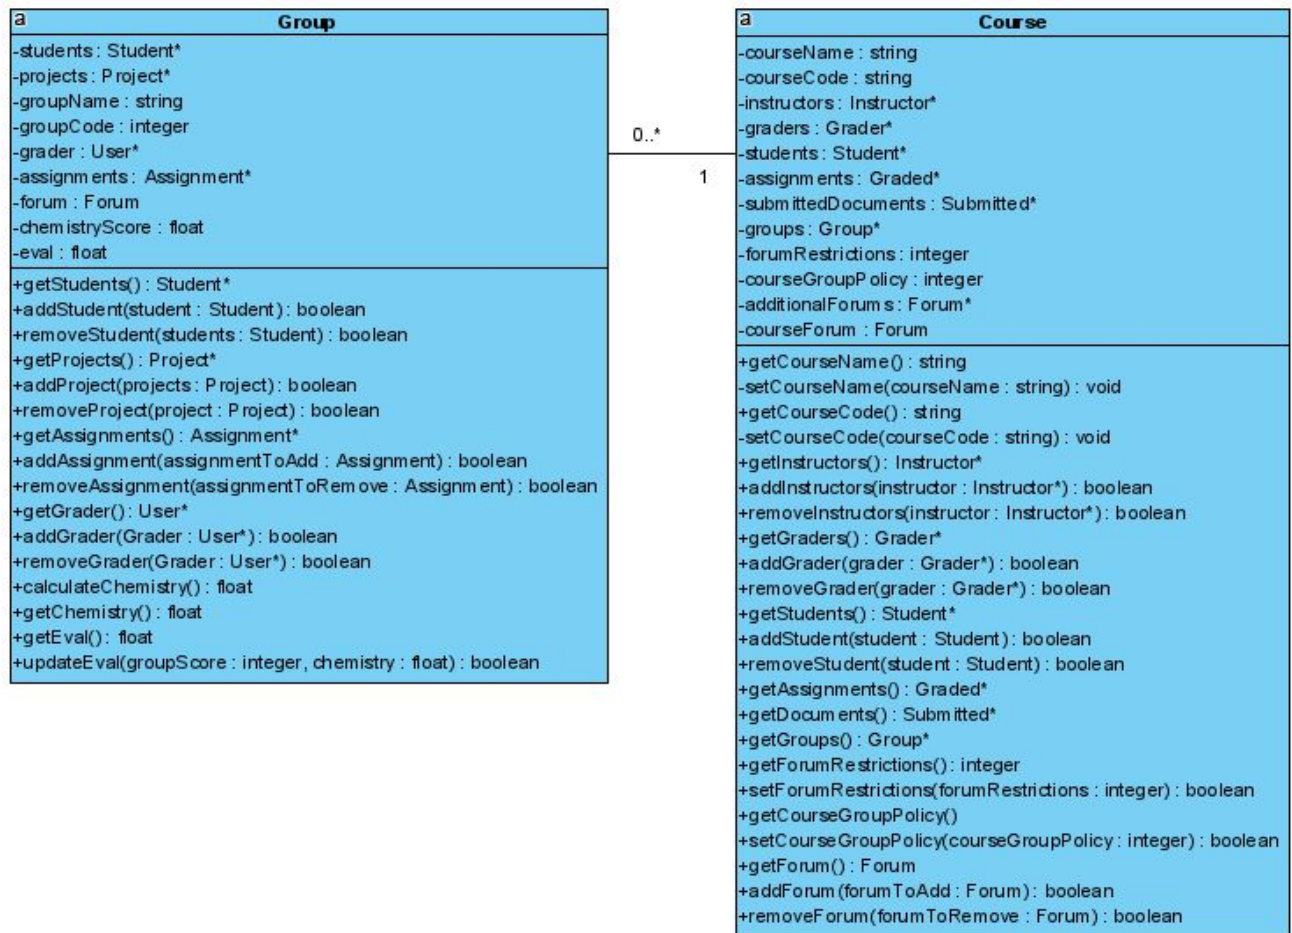 a
Group
-students : Student*
-projects : Project*
-groupName : string
-groupCode : integer
-grader : User*
-assignments : Assignment*
-forum : Forum
-chemistryScore : float
-eval : float
+getStudents() : Student*
+addStudent(student : Student) : boolean
+removeStudent(students : Student) : boolean
+getProjects() : Project*
+addProject(projects : Project) : boolean
+removeProject(project : Project) : boolean
+getAssignments() : Assignment*
+addAssignment(assignmentToAdd : Assignment) : boolean
+removeAssignment(assignmentToRemove : Assignment) : boolean
+getGrader() : User*
+addGrader(Grader : User*) : boolean
+removeGrader(Grader : User*) : boolean
+calculateChemistry() : float
+getChemistry() : float
+getEval() : float
+updateEval(groupScore : integer, chemistry : float) : boolean
0..*
1
a
Course
-courseName : string
-courseCode : string
-instructors : Instructor*
-graders : Grader*
-students : Student*
-assignments : Graded*
-submittedDocuments : Submitted*
-groups : Group*
-forumRestrictions : integer
-courseGroupPolicy : integer
-additionalForums : Forum*
-courseForum : Forum
+getCourseName() : string
-setCourseName(courseName : string) : void
+getCourseCode() : string
-setCourseCode(courseCode : string) : void
+getInstructors() : Instructor*
+addInstructors(instructor : Instructor*) : boolean
+removeInstructors(instructor : Instructor*) : boolean
+getGraders() : Grader*
+addGrader(grader : Grader*) : boolean
+removeGrader(grader : Grader*) : boolean
+getStudents() : Student*
+addStudent(student : Student) : boolean
+removeStudent(student : Student) : boolean
+getAssignments() : Graded*
+getDocuments() : Submitted*
+getGroups() : Group*
+getForumRestrictions() : integer
+setForumRestrictions(forumRestrictions : integer) : boolean
+getCourseGroupPolicy()
+setCourseGroupPolicy(courseGroupPolicy : integer) : boolean
+getForum() : Forum
+addForum(forumToAdd : Forum) : boolean
+removeForum(forumToRemove : Forum) : boolean